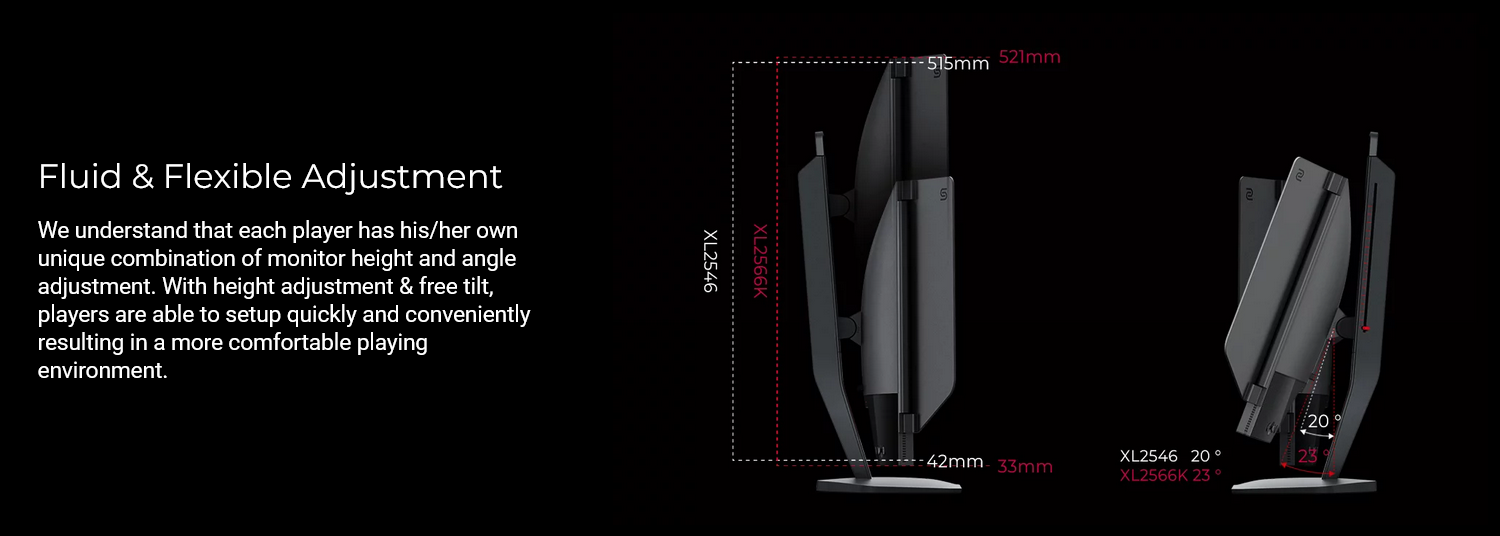 Fluid & Flexible Adjustment
We understand that each player has his/her own
unique combination of monitor height and angle
adjustment. With height adjustment & free tilt,
players are able to setup quickly and conveniently
resulting in a more comfortable playing
environment.
515mm
521mm
XL2546
XL2566K
42mm
33mm
20 °
23 °
XL2546 20 °
XL2566K 23 °